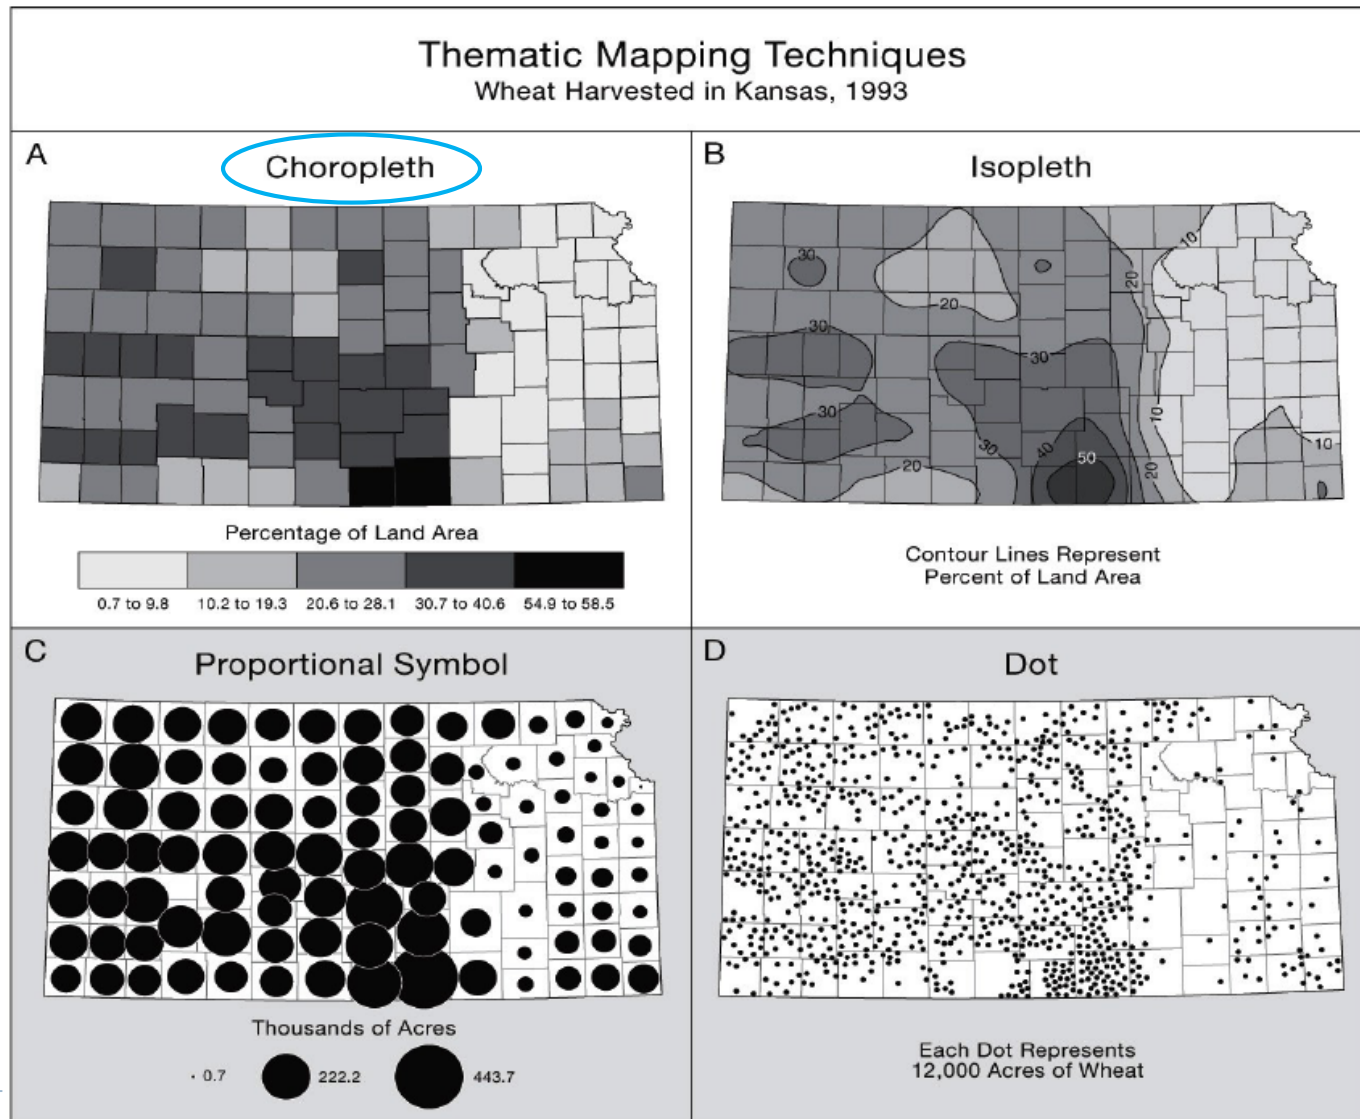 Thematic Mapping Techniques
Wheat Harvested in Kansas, 1993
A
Choropleth
Percentage of Land Area
0.7 to 9.8 10.2 to 19.3 20.6 to 28.1 30.7 to 40.6 54.9 to 58.5
B
Isopleth
10
30
20
20
30
30
10
30
30
40
10
50
20
20
Contour Lines Represent
Percent of Land Area
C
Proportional Symbol
Thousands of Acres
0.7 222.2 443.7
D
Dot
Each Dot Represents
12,000 Acres of Wheat